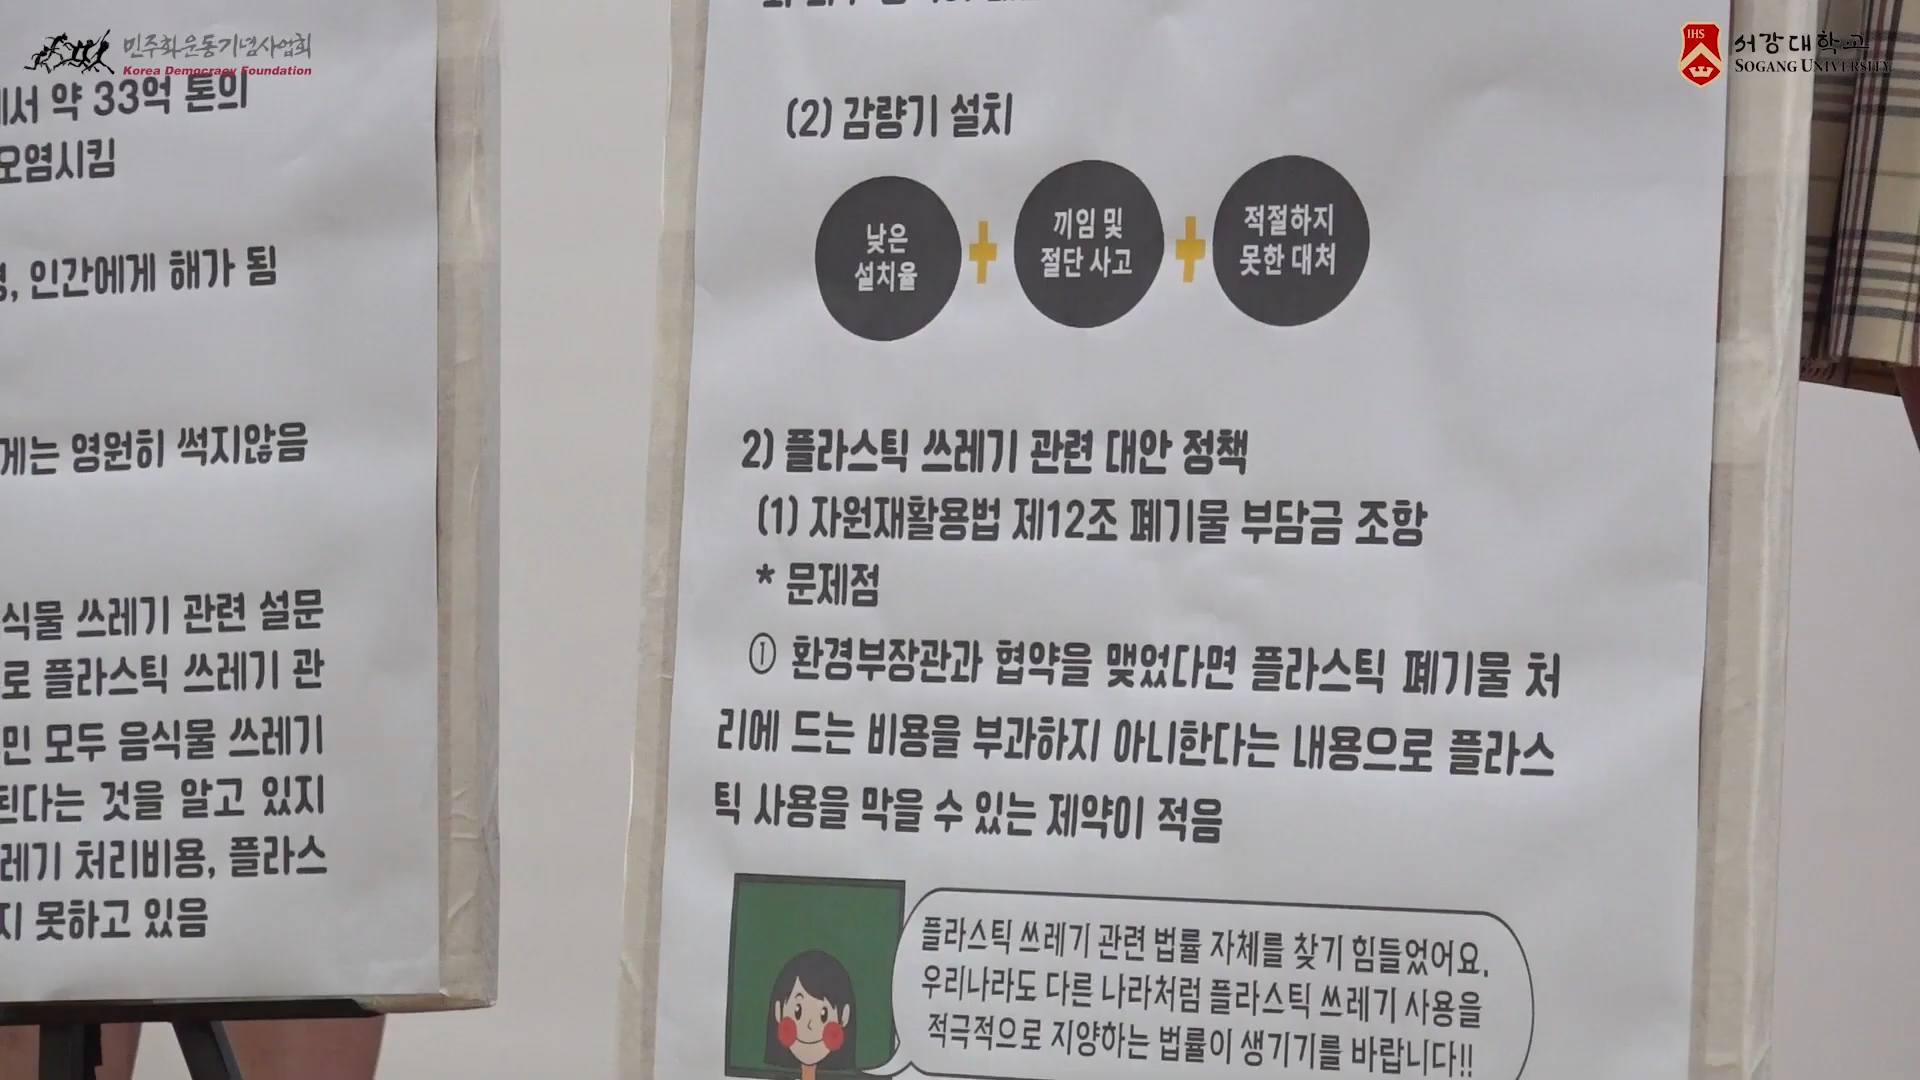 민주화운동기념사업회
Korea Democracy Foundation
IHS
서강대학교
SOGANG UNIVERSITY
약 33억 톤의
오염시킴
인간에게 해가 됨
게는 영원히 썩지않음
식물 쓰레기 관련 설문
로 플라스틱 쓰레기 관
민 모두 음식물 쓰레기
된다는 것을 알고 있지
레기 처리비용, 플라스
지 못하고 있음
(2) 감량기 설치
낮은
설치율
+
끼임 및
절단 사고
+
적절하지
못한 대처
2) 플라스틱 쓰레기 관련 대안 정책
(1) 자원재활용법 제12조 폐기물 부담금 조항
* 문제점
① 환경부장관과 협약을 맺었다면 플라스틱 폐기물 처
리에 드는 비용을 부과하지 아니한다는 내용으로 플라스
틱 사용을 막을 수 있는 제약이 적음
플라스틱 쓰레기 관련 법률 자체를 찾기 힘들었어요.
우리나라도 다른 나라처럼 플라스틱 쓰레기 사용을
적극적으로 지양하는 법률이 생기기를 바랍니다!!